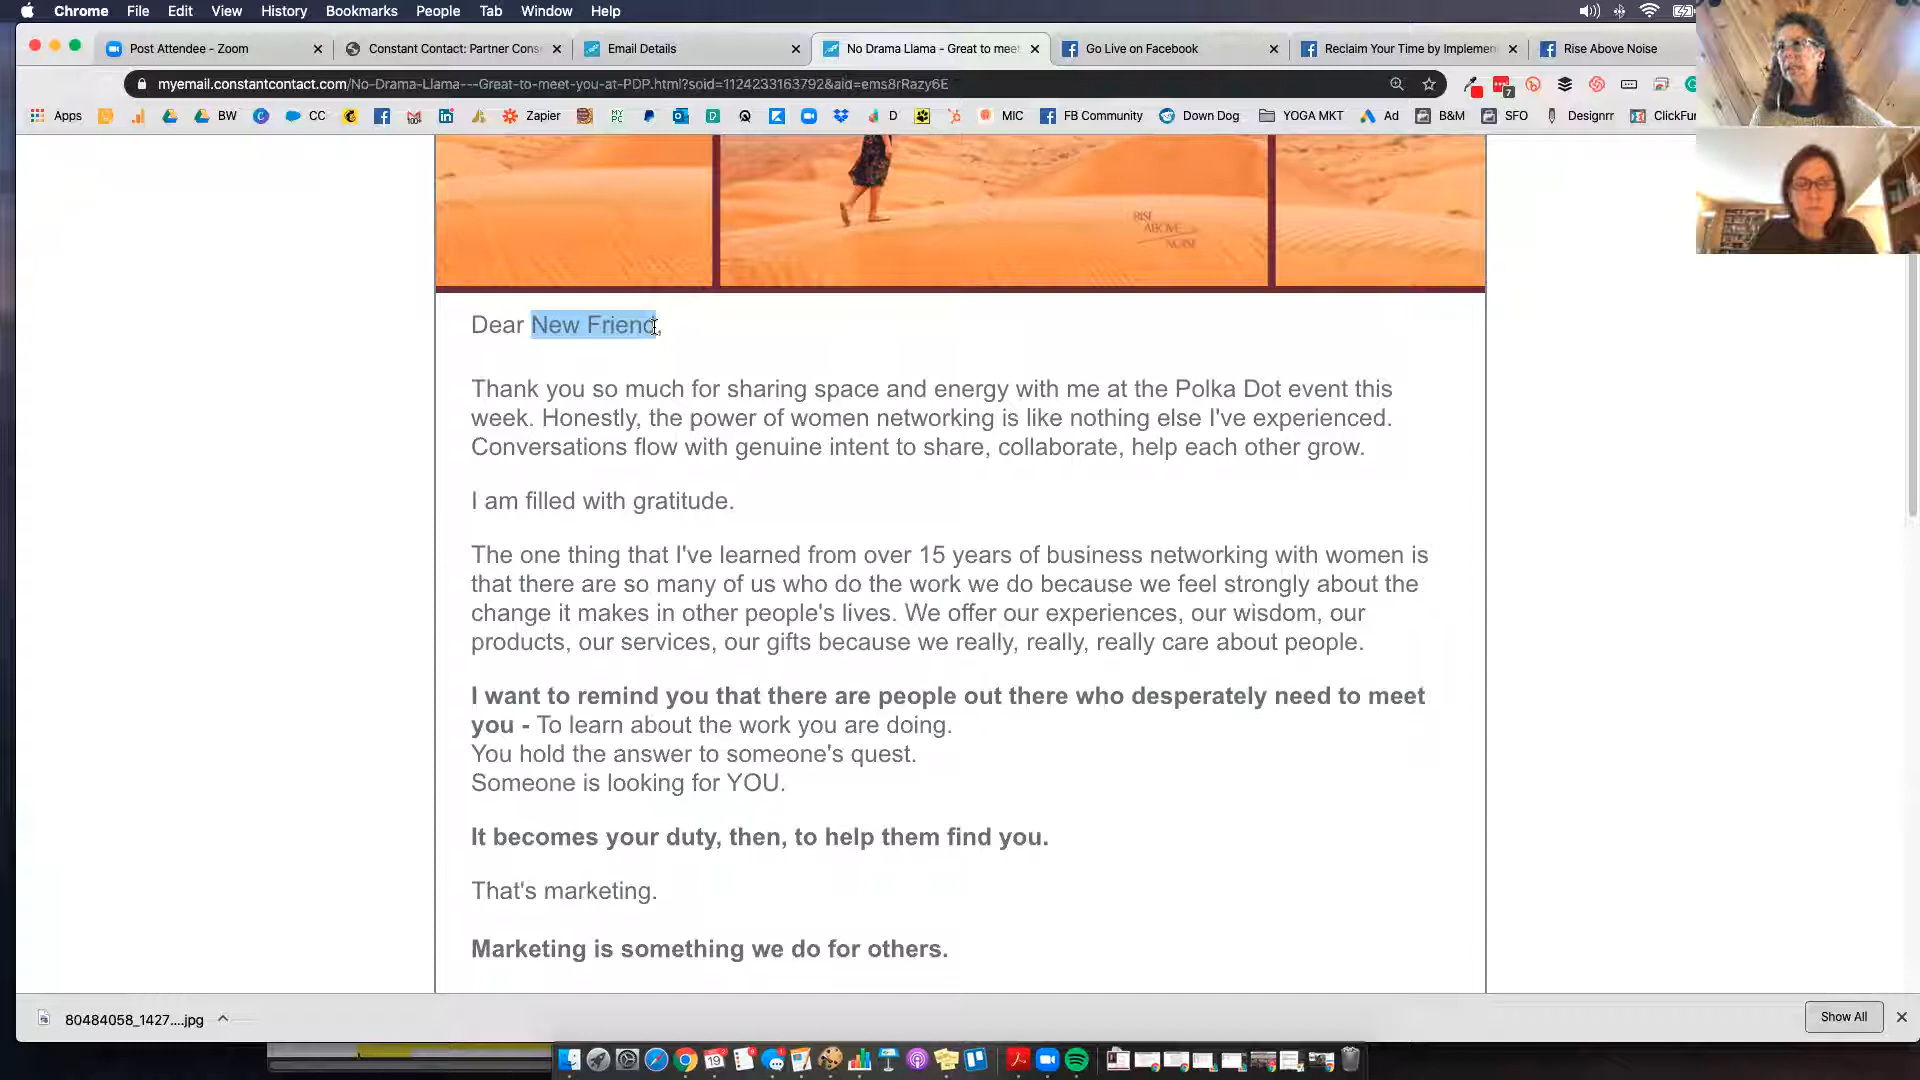 Chrome File Edit View History Bookmarks People Tab Window Help
Post Attendee - Zoom
Constant Contact: Partner Cons
Email Details
No Drama Llama - Great to meet
Go Live on Facebook
Reclaim Your Time by Implemen
Rise Above Noise
myemail.constantcontact.com/No-Drama-Llama---Great-to-meet-you-at-PDP.html?soid=1124233163792&aid=ems8rRazy6E
7
Apps BW CC Zapier D MIC FB Community Down Dog YOGA MKT Ad B&M SFO Designrr ClickFun
RISE
ABOVE
NOISE
Dear New Friend,
Thank you so much for sharing space and energy with me at the Polka Dot event this
week. Honestly, the power of women networking is like nothing else I've experienced.
Conversations flow with genuine intent to share, collaborate, help each other grow.
I am filled with gratitude.
The one thing that I've learned from over 15 years of business networking with women is
that there are so many of us who do the work we do because we feel strongly about the
change it makes in other people's lives. We offer our experiences, our wisdom, our
products, our services, our gifts because we really, really, really care about people.
I want to remind you that there are people out there who desperately need to meet
you - To learn about the work you are doing.
You hold the answer to someone's quest.
Someone is looking for YOU.
It becomes your duty, then, to help them find you.
That's marketing.
Marketing is something we do for others.
80484058_1427....jpg
Show All
19